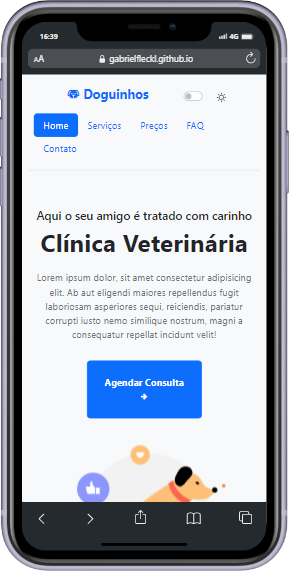 16:39
4G
AA gabrielfleckl.github.io
Doguinhos
Home Serviços Preços FAQ
Contato
Aqui o seu amigo é tratado com carinho
Clínica Veterinária
Lorem ipsum dolor, sit amet consectetur adipisicing
elit. Ab aut eligendi maiores repellendus fugit
laboriosam asperiores sequi, reiciendis, pariatur
corrupti iusto nemo similique nostrum, magni a
consequatur repellat incidunt velit!
Agendar Consulta